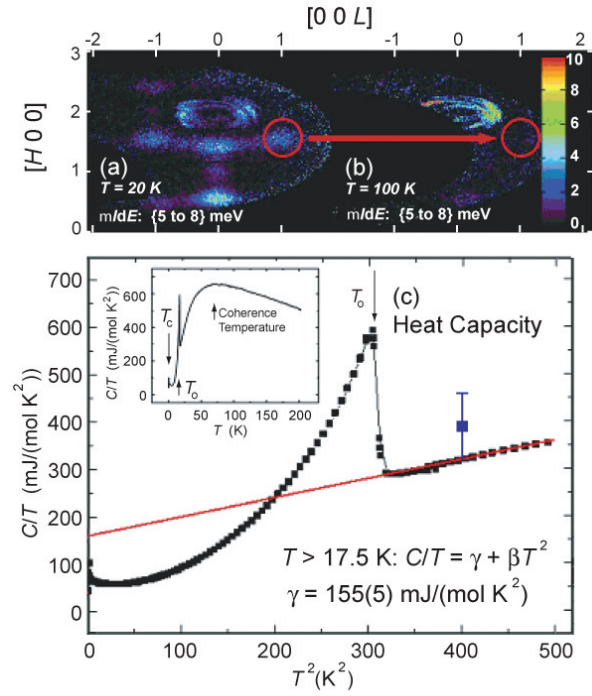 [0 0 L]
-2 -1 0 1 0 1 2
[H 0 0]
3
2
1
0
(a)
T = 20 K
m/dE: {5 to 8} meV
(b)
T = 100 K
m/dE: {5 to 8} meV
10
8
6
4
2
0
(c)
Heat Capacity
To
C/T (mJ/(mol K²))
700
600
500
400
300
200
100
0
C/T (mJ/(mol K²))
600
400
200
0
Tc
To
Coherence
Temperature
0 50 100 150 200
T (K)
T > 17.5 K: C/T = γ + βT²
γ = 155(5) mJ/(mol K²)
0 100 200 300 400 500
T²(K²)